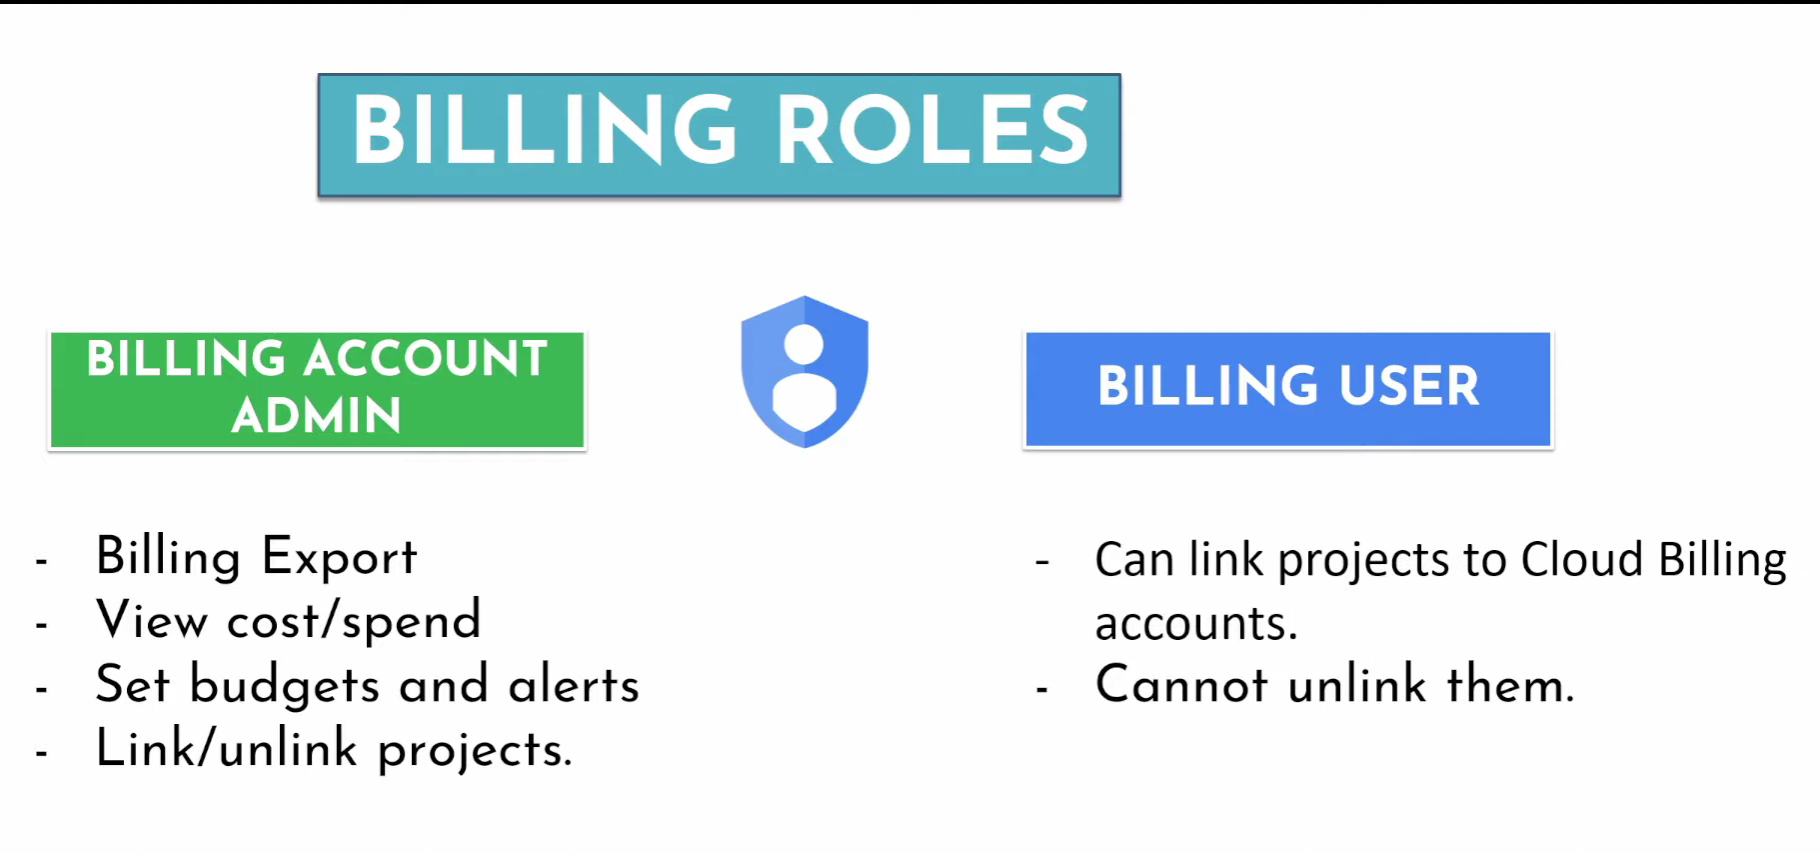 BILLING ROLES
BILLING ACCOUNT
ADMIN
- Billing Export
- View cost/spend
- Set budgets and alerts
- Link/unlink projects.
BILLING USER
- Can link projects to Cloud Billing
accounts.
- Cannot unlink them.